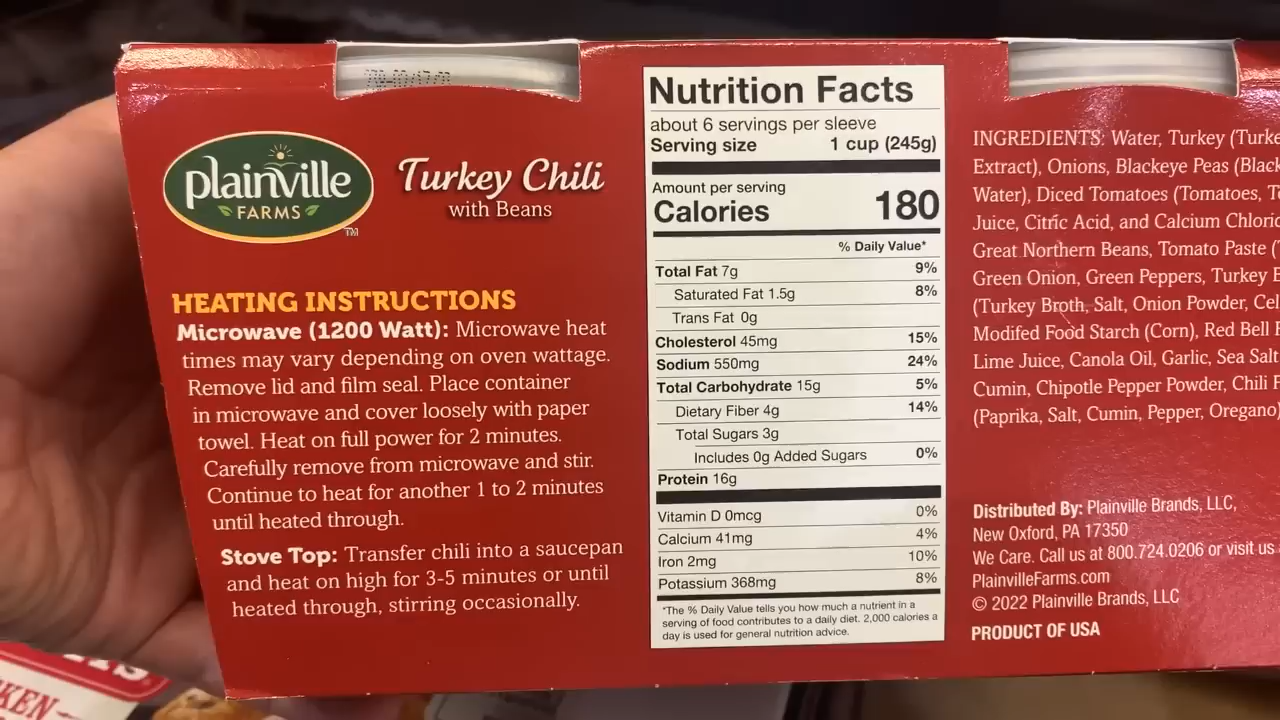 plainville
FARMS
TM
Turkey Chili
with Beans
HEATING INSTRUCTIONS
Microwave (1200 Watt): Microwave heat
times may vary depending on oven wattage.
Remove lid and film seal. Place container
in microwave and cover loosely with paper
towel. Heat on full power for 2 minutes.
Carefully remove from microwave and stir.
Continue to heat for another 1 to 2 minutes
until heated through.
Stove Top: Transfer chili into a saucepan
and heat on high for 3-5 minutes or until
heated through, stirring occasionally.
Nutrition Facts
about 6 servings per sleeve
Serving size 1 cup (245g)
Amount per serving
Calories 180
% Daily Value*
Total Fat 7g 9%
Saturated Fat 1.5g 8%
Trans Fat 0g
Cholesterol 45mg 15%
Sodium 550mg 24%
Total Carbohydrate 15g 5%
Dietary Fiber 4g 14%
Total Sugars 3g
Includes 0g Added Sugars 0%
Protein 16g
Vitamin D 0mcg 0%
Calcium 41mg 4%
Iron 2mg 10%
Potassium 368mg 8%
*The % Daily Value tells you how much a nutrient in a
serving of food contributes to a daily diet. 2,000 calories a
day is used for general nutrition advice.
INGREDIENTS: Water, Turkey (Turke
Extract), Onions, Blackeye Peas (Black
Water), Diced Tomatoes (Tomatoes, T
Juice, Citric Acid, and Calcium Chlori
Great Northern Beans, Tomato Paste (
Green Onion, Green Peppers, Turkey
(Turkey Broth, Salt, Onion Powder, Cel
Modifed Food Starch (Corn), Red Bell
Lime Juice, Canola Oil, Garlic, Sea Salt
Cumin, Chipotle Pepper Powder, Chili
(Paprika, Salt, Cumin, Pepper, Oregano)
Distributed By: Plainville Brands, LLC,
New Oxford, PA 17350
We Care. Call us at 800.724.0206 or visit us
PlainvilleFarms.com
© 2022 Plainville Brands, LLC
PRODUCT OF USA
KEN